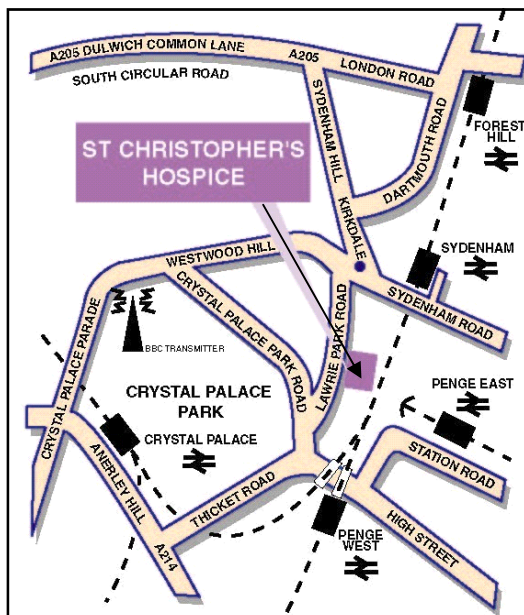 A205 DULWICH COMMON LANE
A205
LONDON ROAD
SOUTH CIRCULAR ROAD
SYDENHAM HILL
DARTMOUTH ROAD
FOREST
HILL
ST CHRISTOPHER'S
HOSPICE
KIRKDALE
WESTWOOD HILL
SYDENHAM
CRYSTAL PALACE PARK ROAD
LAWRIE PARK ROAD
SYDENHAM ROAD
CRYSTAL PALACE PARADE
BBC TRANSMITTER
CRYSTAL PALACE
PARK
PENGE EAST
CRYSTAL PALACE
STATION ROAD
ANERLEY HILL
THICKET ROAD
A214
PENGE
WEST
HIGH STREET